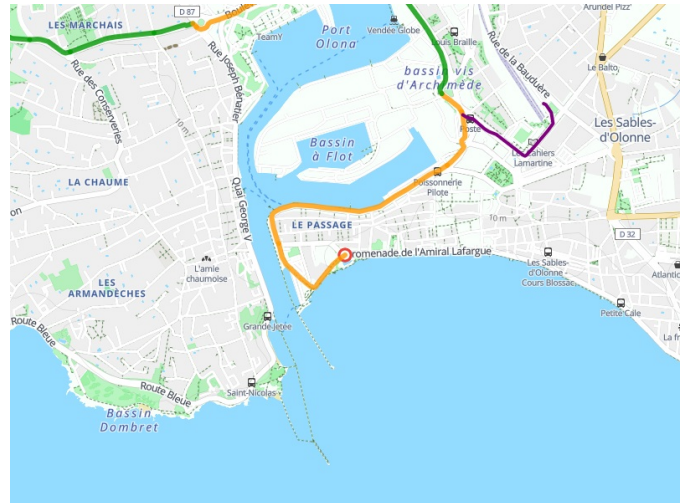 Arundel Pizz'
D 87
LES-MARCHAIS
TeamY
Port
Olona
Vendée Globe
Louis Braille
Rue de la Bauduère
Le Balto
Rue des Conserveries
Rue Joseph Bénatier
bassin vis
d'Archimède
10 m
Poste
Les Sables-
d'Olonne
Bassin
à Flot
LA CHAUME
Quai George V
Poissonnerie
Pilote
LE PASSAGE
10 m
D 32
Promenade de l'Amiral Lafargue
L'amie
chaumoise
Les Sables-
d'Olonne -
Cours Blossac
Atlantic
LES
ARMANDÈCHES
Route Bleue
Grande-Jetée
Petite Cale
La fr
Route Bleue
Saint-Nicolas
Bassin
Dombret